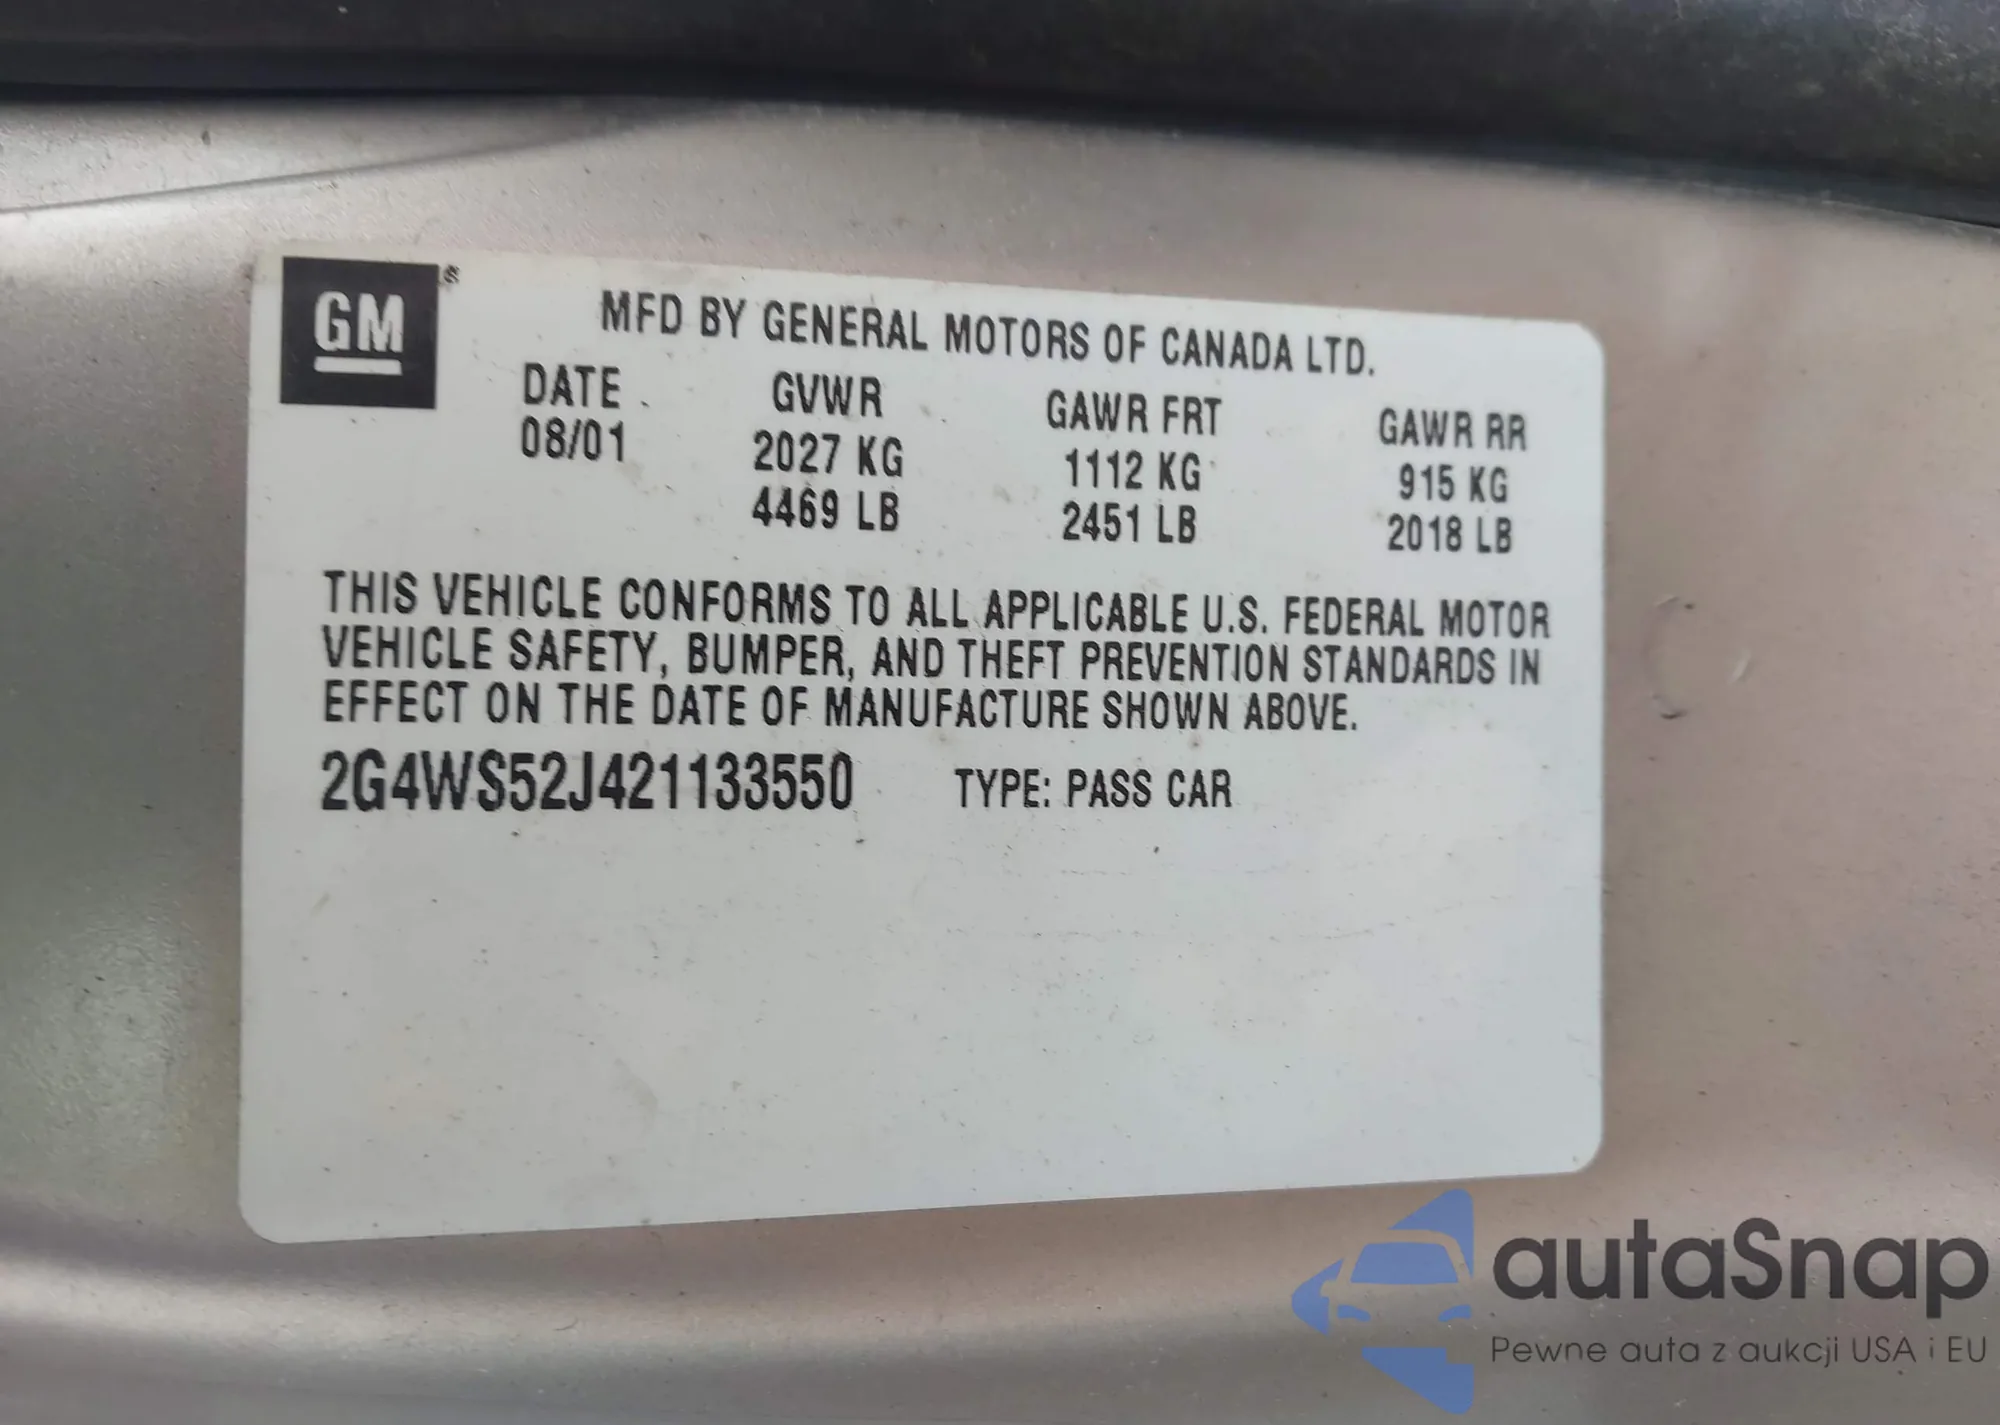 GM®
MFD BY GENERAL MOTORS OF CANADA LTD.
DATE GVWR GAWR FRT GAWR RR
08/01 2027 KG 1112 KG 915 KG
4469 LB 2451 LB 2018 LB
THIS VEHICLE CONFORMS TO ALL APPLICABLE U.S. FEDERAL MOTOR
VEHICLE SAFETY, BUMPER, AND THEFT PREVENTION STANDARDS IN
EFFECT ON THE DATE OF MANUFACTURE SHOWN ABOVE.
2G4WS52J421133550 TYPE: PASS CAR
autaSnap
Pewne auta z aukcji USA i EU